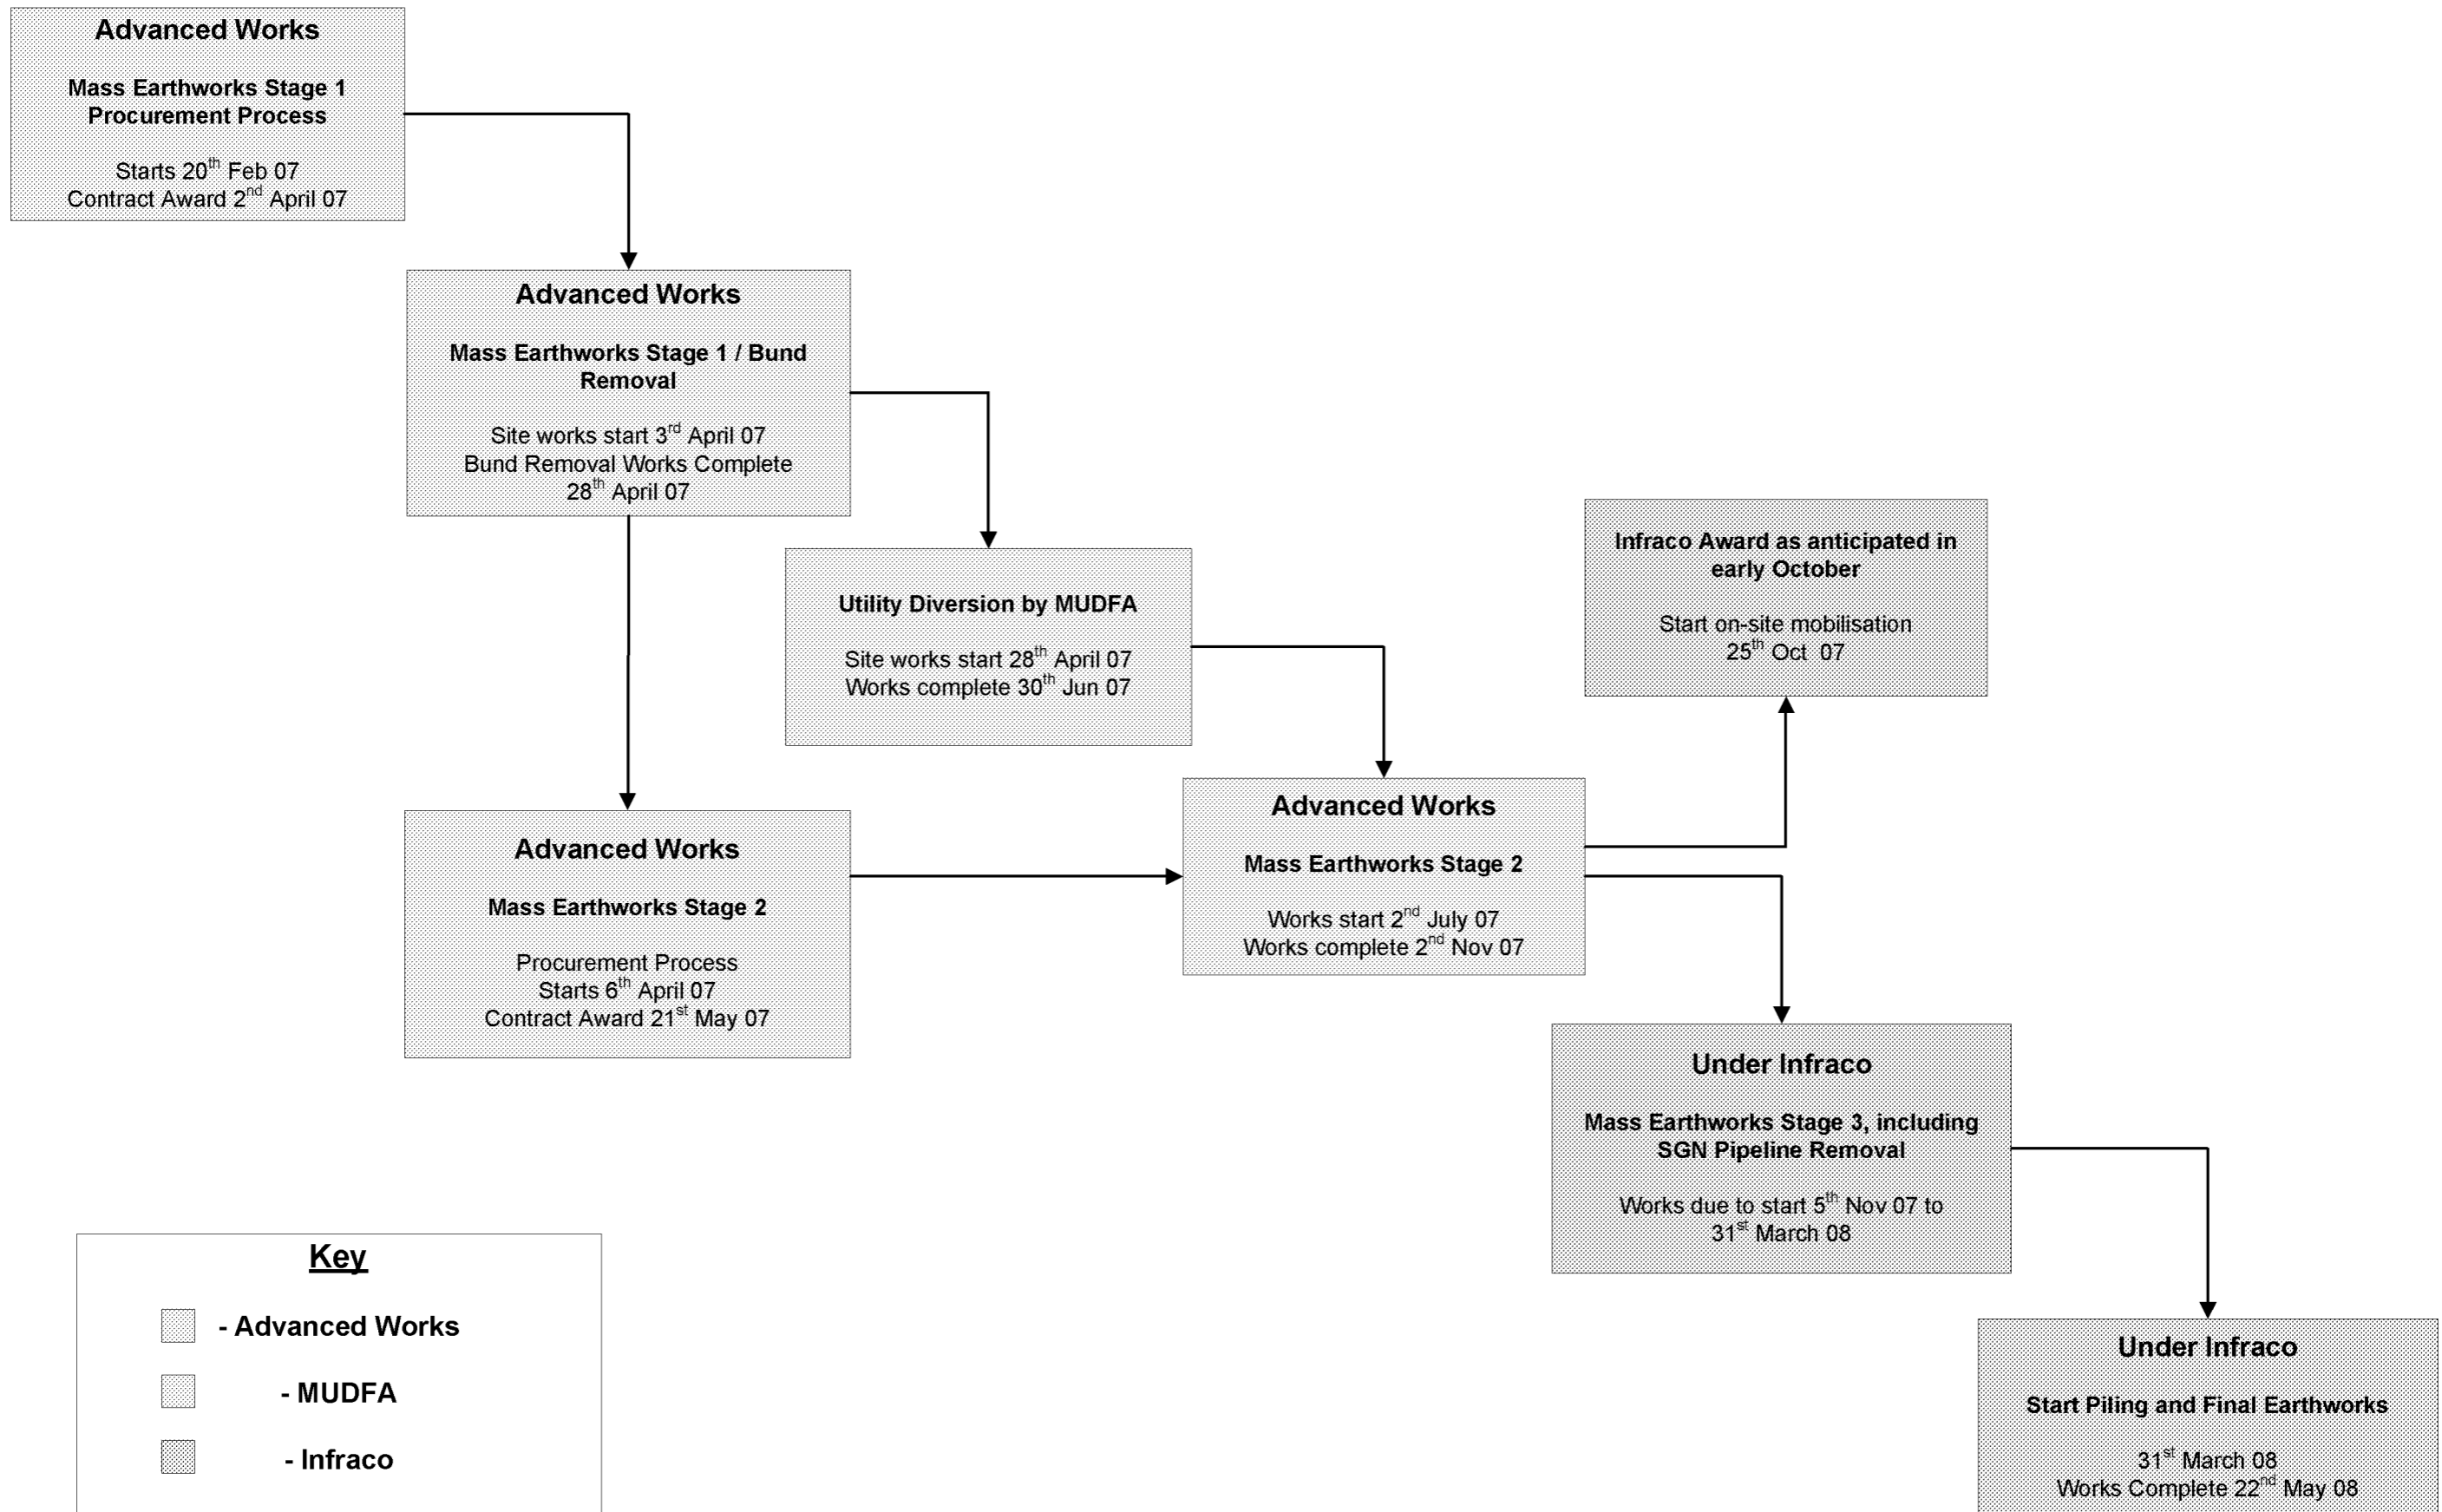 Advanced Works
Mass Earthworks Stage 1
Procurement Process
Starts 20th Feb 07
Contract Award 2nd April 07
Advanced Works
Mass Earthworks Stage 1 / Bund
Removal
Site works start 3rd April 07
Bund Removal Works Complete
28th April 07
Utility Diversion by MUDFA
Site works start 28th April 07
Works complete 30th Jun 07
Infraco Award as anticipated in
early October
Start on-site mobilisation
25th Oct 07
Advanced Works
Mass Earthworks Stage 2
Procurement Process
Starts 6th April 07
Contract Award 21st May 07
Advanced Works
Mass Earthworks Stage 2
Works start 2nd July 07
Works complete 2nd Nov 07
Under Infraco
Mass Earthworks Stage 3, including
SGN Pipeline Removal
Works due to start 5th Nov 07 to
31st March 08
Under Infraco
Start Piling and Final Earthworks
31st March 08
Works Complete 22nd May 08
Key
- Advanced Works
- MUDFA
- Infraco